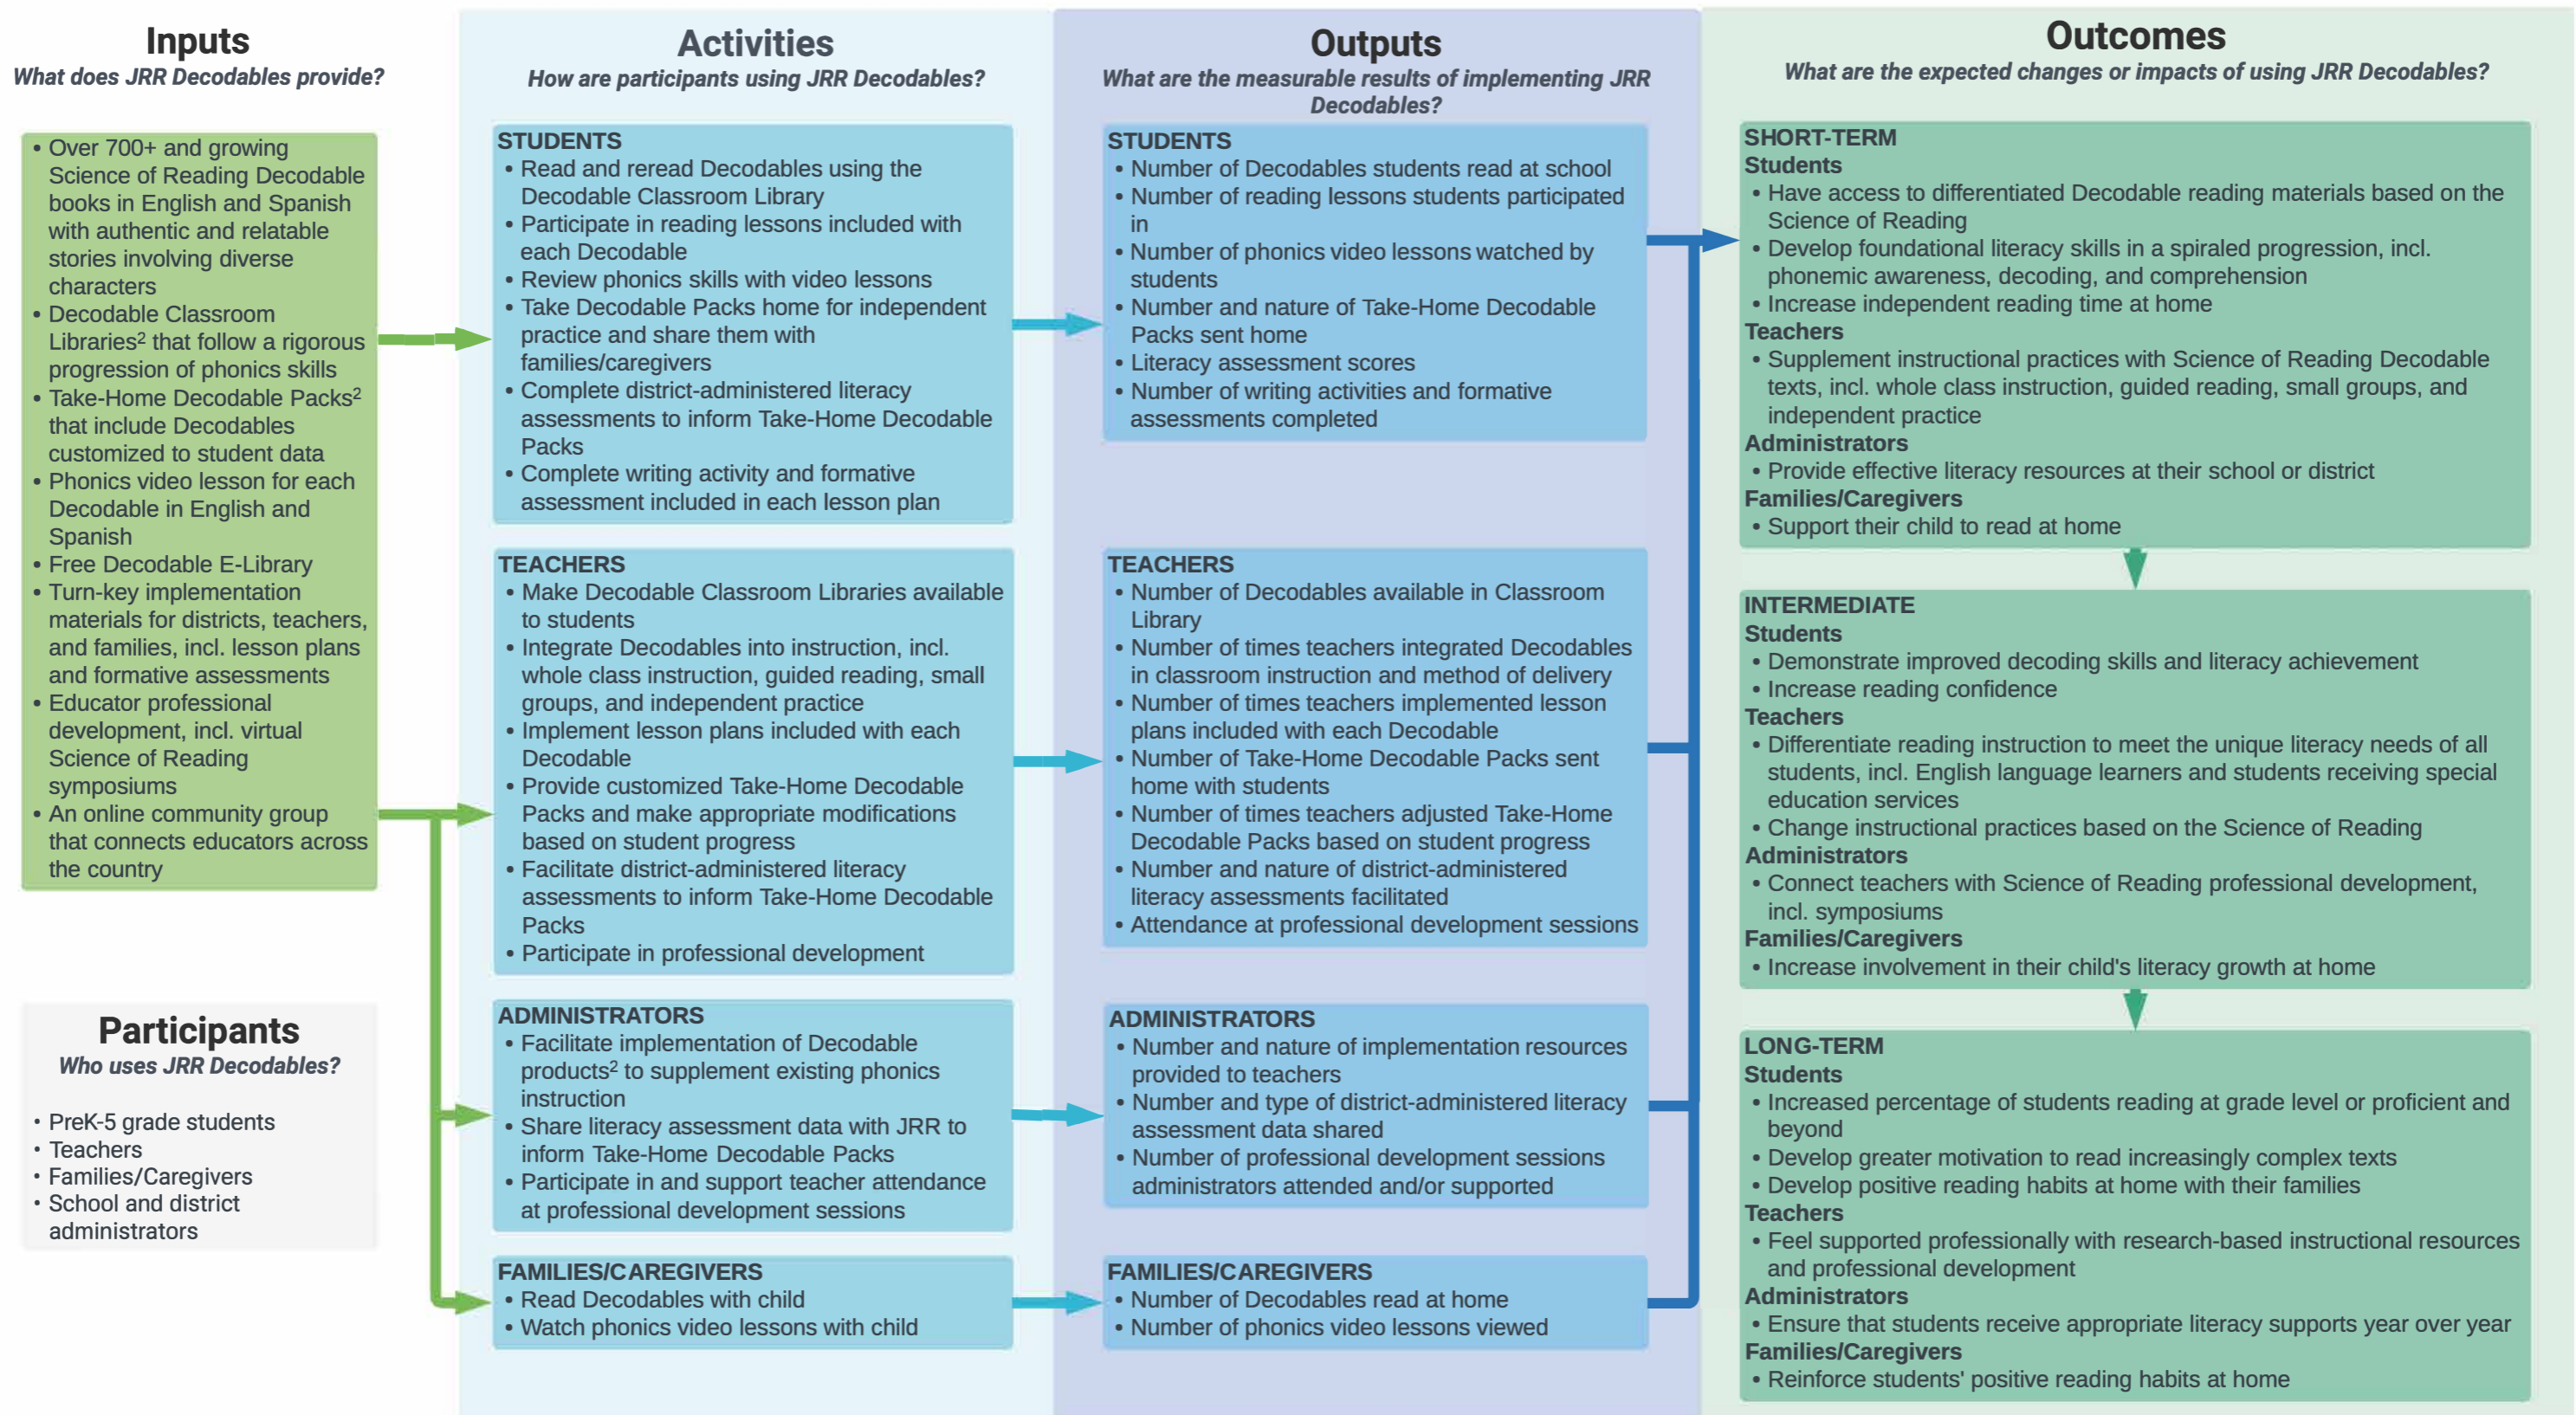 Inputs
What does JRR Decodables provide?
• Over 700+ and growing
Science of Reading Decodable
books in English and Spanish
with authentic and relatable
stories involving diverse
characters
• Decodable Classroom
Libraries² that follow a rigorous
progression of phonics skills
• Take-Home Decodable Packs²
that include Decodables
customized to student data
• Phonics video lesson for each
Decodable in English and
Spanish
• Free Decodable E-Library
• Turn-key implementation
materials for districts, teachers,
and families, incl. lesson plans
and formative assessments
• Educator professional
development, incl. virtual
Science of Reading
symposiums
• An online community group
that connects educators across
the country
Participants
Who uses JRR Decodables?
• PreK-5 grade students
• Teachers
• Families/Caregivers
• School and district
administrators
Activities
How are participants using JRR Decodables?
STUDENTS
• Read and reread Decodables using the
Decodable Classroom Library
• Participate in reading lessons included with
each Decodable
• Review phonics skills with video lessons
• Take Decodable Packs home for independent
practice and share them with
families/caregivers
• Complete district-administered literacy
assessments to inform Take-Home Decodable
Packs
• Complete writing activity and formative
assessment included in each lesson plan
TEACHERS
• Make Decodable Classroom Libraries available
to students
• Integrate Decodables into instruction, incl.
whole class instruction, guided reading, small
groups, and independent practice
• Implement lesson plans included with each
Decodable
• Provide customized Take-Home Decodable
Packs and make appropriate modifications
based on student progress
• Facilitate district-administered literacy
assessments to inform Take-Home Decodable
Packs
• Participate in professional development
ADMINISTRATORS
• Facilitate implementation of Decodable
products² to supplement existing phonics
instruction
• Share literacy assessment data with JRR to
inform Take-Home Decodable Packs
• Participate in and support teacher attendance
at professional development sessions
FAMILIES/CAREGIVERS
• Read Decodables with child
• Watch phonics video lessons with child
Outputs
What are the measurable results of implementing JRR
Decodables?
STUDENTS
• Number of Decodables students read at school
• Number of reading lessons students participated
in
• Number of phonics video lessons watched by
students
• Number and nature of Take-Home Decodable
Packs sent home
• Literacy assessment scores
• Number of writing activities and formative
assessments completed
TEACHERS
• Number of Decodables available in Classroom
Library
• Number of times teachers integrated Decodables
in classroom instruction and method of delivery
• Number of times teachers implemented lesson
plans included with each Decodable
• Number of Take-Home Decodable Packs sent
home with students
• Number of times teachers adjusted Take-Home
Decodable Packs based on student progress
• Number and nature of district-administered
literacy assessments facilitated
• Attendance at professional development sessions
ADMINISTRATORS
• Number and nature of implementation resources
provided to teachers
• Number and type of district-administered literacy
assessment data shared
• Number of professional development sessions
administrators attended and/or supported
FAMILIES/CAREGIVERS
• Number of Decodables read at home
• Number of phonics video lessons viewed
Outcomes
What are the expected changes or impacts of using JRR Decodables?
SHORT-TERM
Students
• Have access to differentiated Decodable reading materials based on the
Science of Reading
• Develop foundational literacy skills in a spiraled progression, incl.
phonemic awareness, decoding, and comprehension
• Increase independent reading time at home
Teachers
• Supplement instructional practices with Science of Reading Decodable
texts, incl. whole class instruction, guided reading, small groups, and
independent practice
Administrators
• Provide effective literacy resources at their school or district
Families/Caregivers
• Support their child to read at home
INTERMEDIATE
Students
• Demonstrate improved decoding skills and literacy achievement
• Increase reading confidence
Teachers
• Differentiate reading instruction to meet the unique literacy needs of all
students, incl. English language learners and students receiving special
education services
• Change instructional practices based on the Science of Reading
Administrators
• Connect teachers with Science of Reading professional development,
incl. symposiums
Families/Caregivers
• Increase involvement in their child's literacy growth at home
LONG-TERM
Students
• Increased percentage of students reading at grade level or proficient and
beyond
• Develop greater motivation to read increasingly complex texts
• Develop positive reading habits at home with their families
Teachers
• Feel supported professionally with research-based instructional resources
and professional development
Administrators
• Ensure that students receive appropriate literacy supports year over year
Families/Caregivers
• Reinforce students' positive reading habits at home